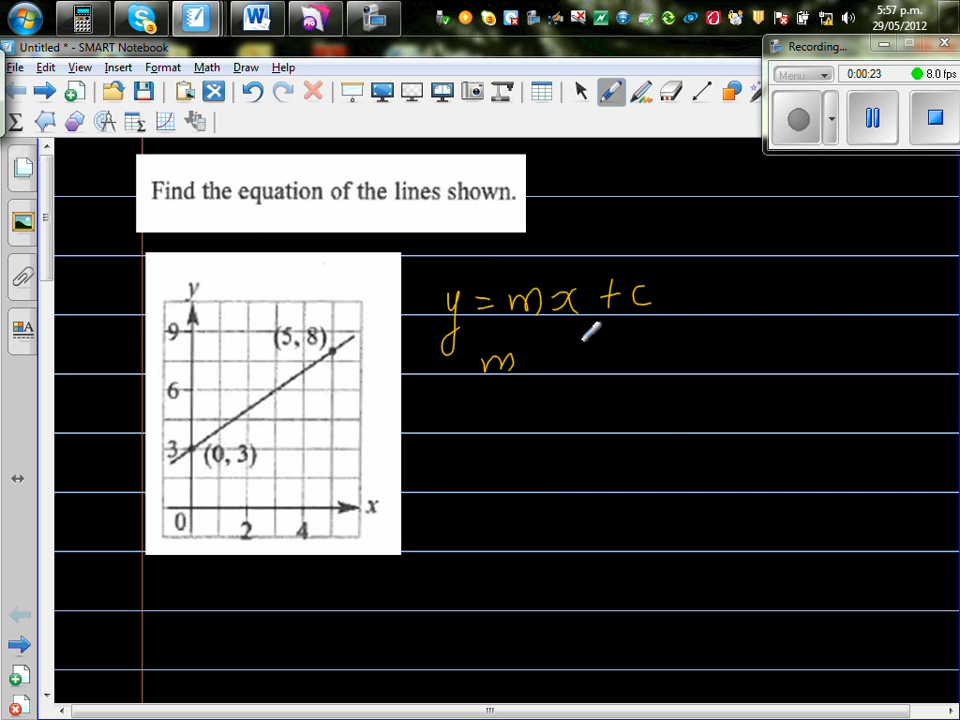 5:57 p.m.
29/05/2012
Untitled * - SMART Notebook
Recording...
File Edit View Insert Format Math Draw Help
Menu
0:00:23
8.0 fps
Find the equation of the lines shown.
y
9
(5, 8)
6
3
(0, 3)
0
2
4
x
y = mx + c
m